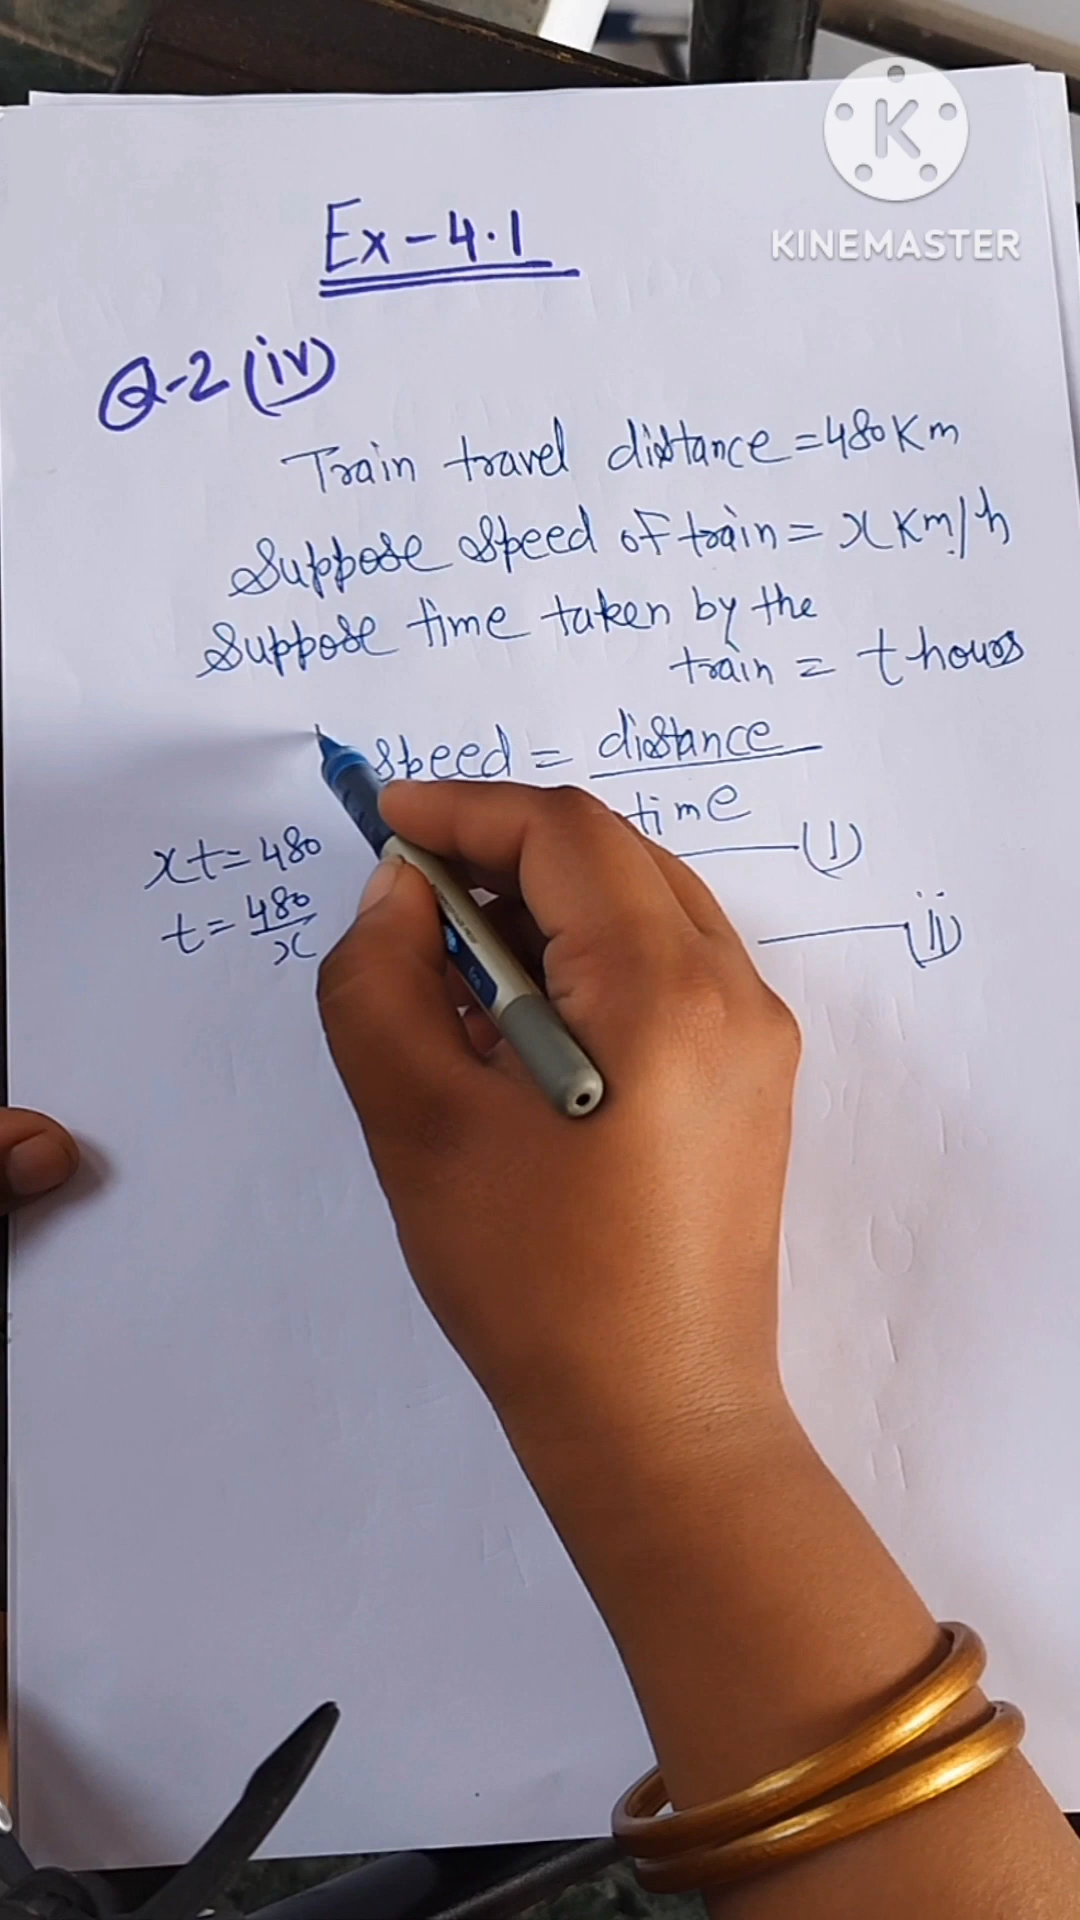 K
KINEMASTER
Ex-4.1
Q-2 (iv)
Train travel distance = 480 Km
Suppose speed of train = x Km/h
Suppose time taken by the
train = t hours
speed = distance
time
xt = 480
(i)
t = 480
x
(ii)